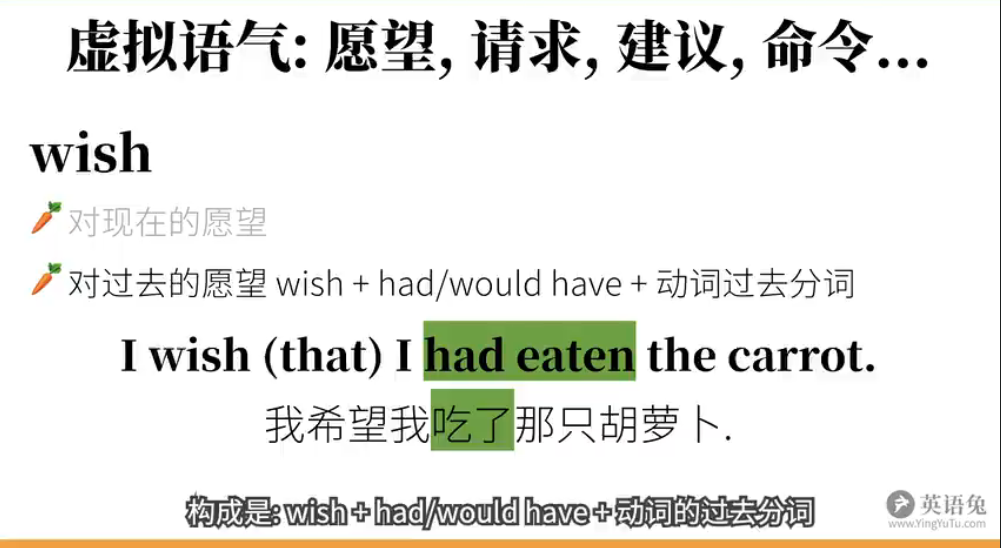 虚拟语气: 愿望, 请求, 建议, 命令...
wish
对现在的愿望
对过去的愿望 wish + had/would have + 动词过去分词
I wish (that) I had eaten the carrot.
我希望我吃了那只胡萝卜.
构成是: wish + had/would have + 动词的过去分词
英语兔
www.YingYuTu.com